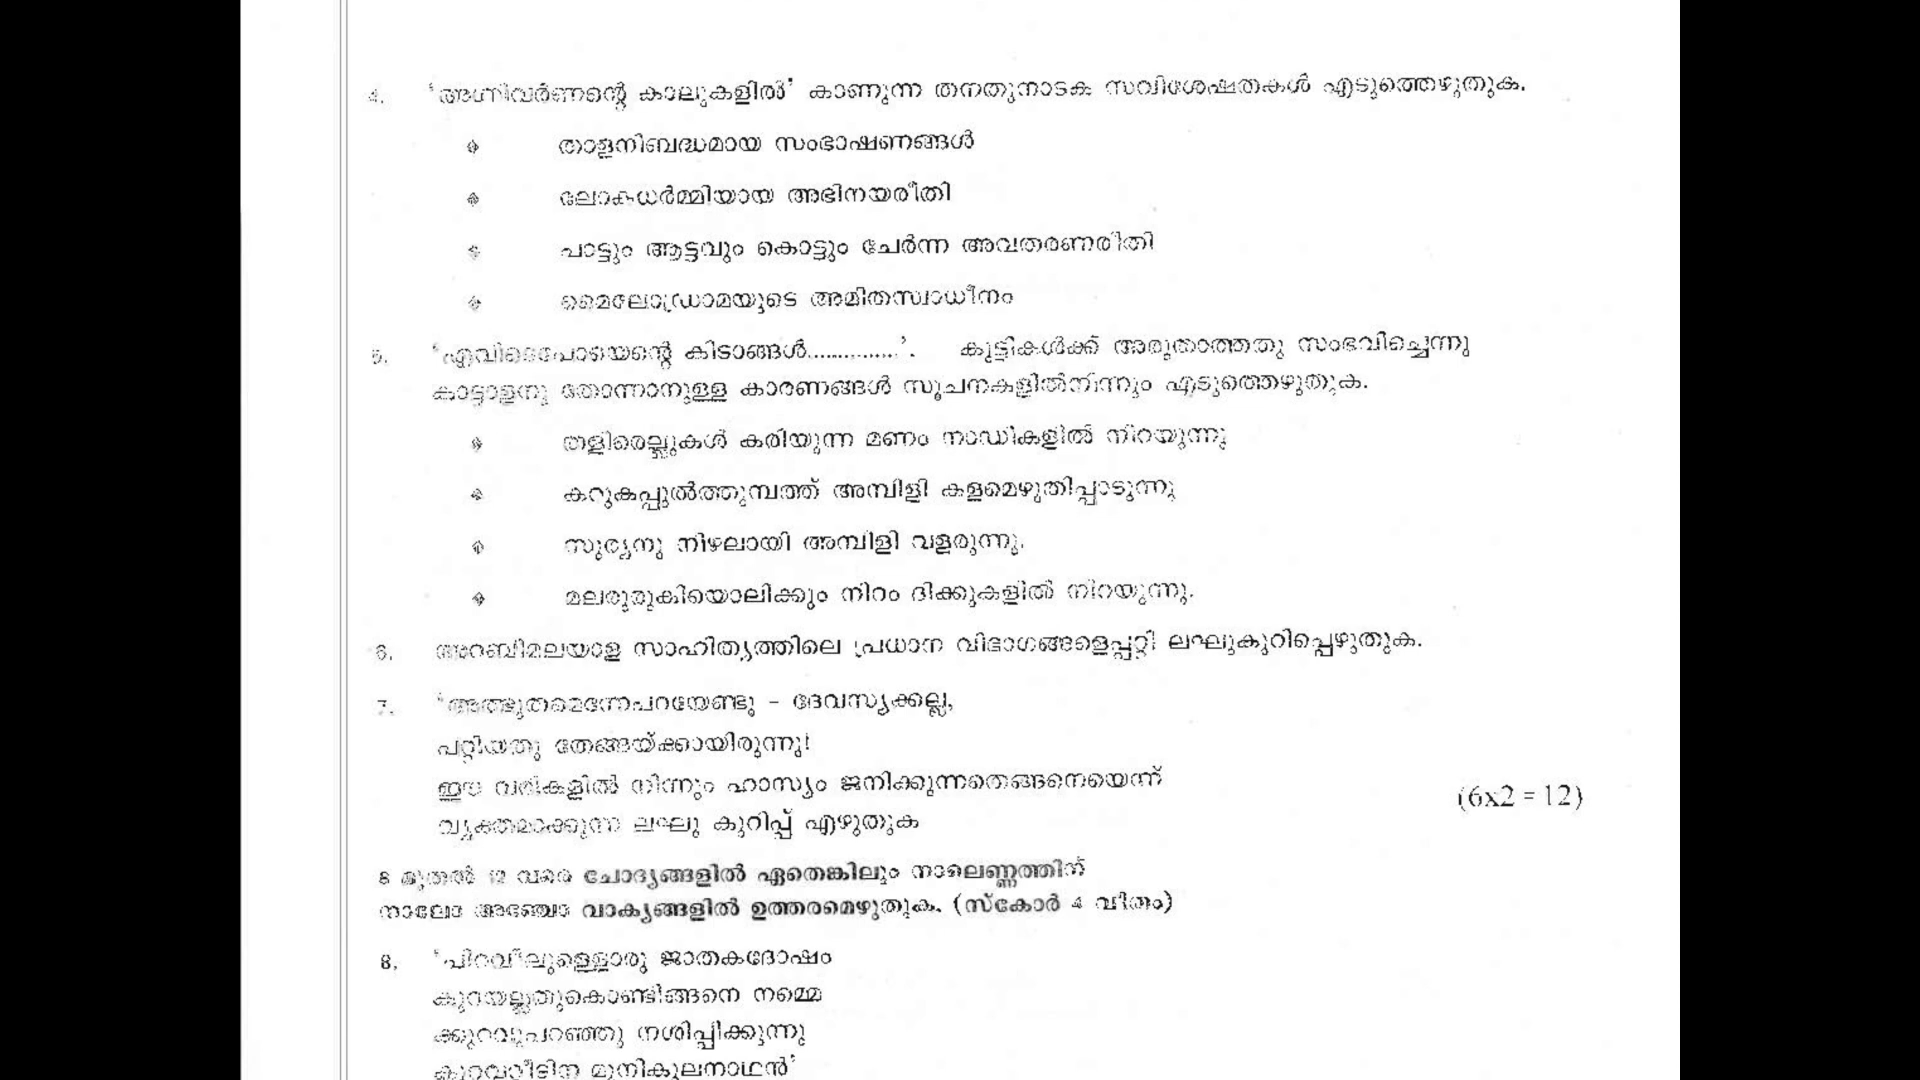 4. 'അഗ്നിവർണന്റെ കാലുകളിൽ' കാണുന്ന തനതുനാടക സവിശേഷതകൾ എടുത്തെഴുതുക.
താളനിബദ്ധമായ സംഭാഷണങ്ങൾ
ലോകധർമ്മിയായ അഭിനയരീതി
പാട്ടും ആട്ടവും കൊട്ടും ചേർന്ന അവതരണരീതി
മൈലോഡ്രാമയുടെ അമിതസ്വാധീനം
5. 'എവിടെപോയെന്റെ കിടാങ്ങൾ..............'. കുട്ടികൾക്ക് അരുതാത്തതു സംഭവിച്ചെന്നു
കാട്ടാളനു തോന്നാനുള്ള കാരണങ്ങൾ സൂചനകളിൽനിന്നും എടുത്തെഴുതുക.
തളിരെല്ലുകൾ കരിയുന്ന മണം നാഡികളിൽ നിറയുന്നു
കറുകപ്പുൽത്തുമ്പത്ത് അമ്പിളി കളമെഴുതിപ്പാടുന്നു
സൂര്യനു നിഴലായി അമ്പിളി വളരുന്നു.
മലരുരുകിയൊലിക്കും നിറം ദിക്കുകളിൽ നിറയുന്നു.
6. അറബിമലയാള സാഹിത്യത്തിലെ പ്രധാന വിഭാഗങ്ങളെപ്പറ്റി ലഘുകുറിപ്പെഴുതുക.
7. 'അത്ഭുതമെന്നേപറയേണ്ടു - ദേവസ്യക്കല്ല,
പറ്റിയതു തേങ്ങയ്ക്കായിരുന്നു!
ഈ വരികളിൽ നിന്നും ഹാസ്യം ജനിക്കുന്നതെങ്ങനെയെന്ന്
വ്യക്തമാക്കുന്ന ലഘു കുറിപ്പ് എഴുതുക
(6x2 = 12)
8 മുതൽ 12 വരെ ചോദ്യങ്ങളിൽ ഏതെങ്കിലും നാലെണ്ണത്തിന്
നാലോ അഞ്ചോ വാക്യങ്ങളിൽ ഉത്തരമെഴുതുക. (സ്കോർ 4 വീതം)
8. 'പിറവിലുള്ളൊരു ജാതകദോഷം
കുറയല്ലതുകൊണ്ടിങ്ങനെ നമ്മെ
ക്കുറവുപറഞ്ഞു നശിപ്പിക്കുന്നു
മുനികുലനാഥൻ'